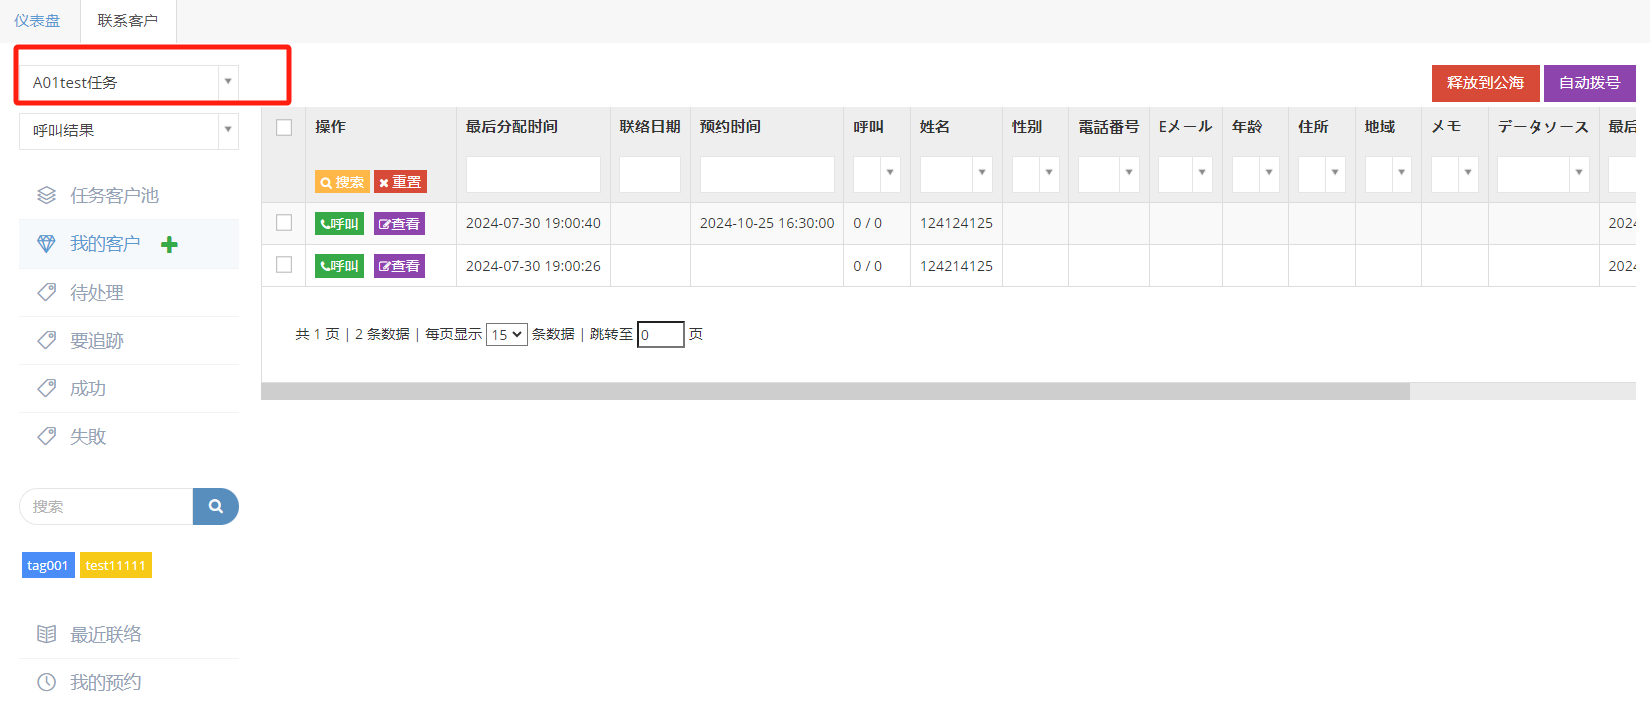 仪表盘 联系客户
A01test任务
释放到公海 自动拨号
呼叫结果
操作 最后分配时间 联络日期 预约时间 呼叫 姓名 性别 電話番号 Eメール 年龄 住所 地域 メモ データソース 最后
搜索 重置
任务客户池
呼叫 查看 2024-07-30 19:00:40 2024-10-25 16:30:00 0 / 0 124124125 202
我的客户
呼叫 查看 2024-07-30 19:00:26 0 / 0 124214125 202
待处理
共 1 页 | 2 条数据 | 每页显示 15 条数据 | 跳转至 0 页
要追跡
成功
失敗
搜索
tag001 test11111
最近联络
我的预约